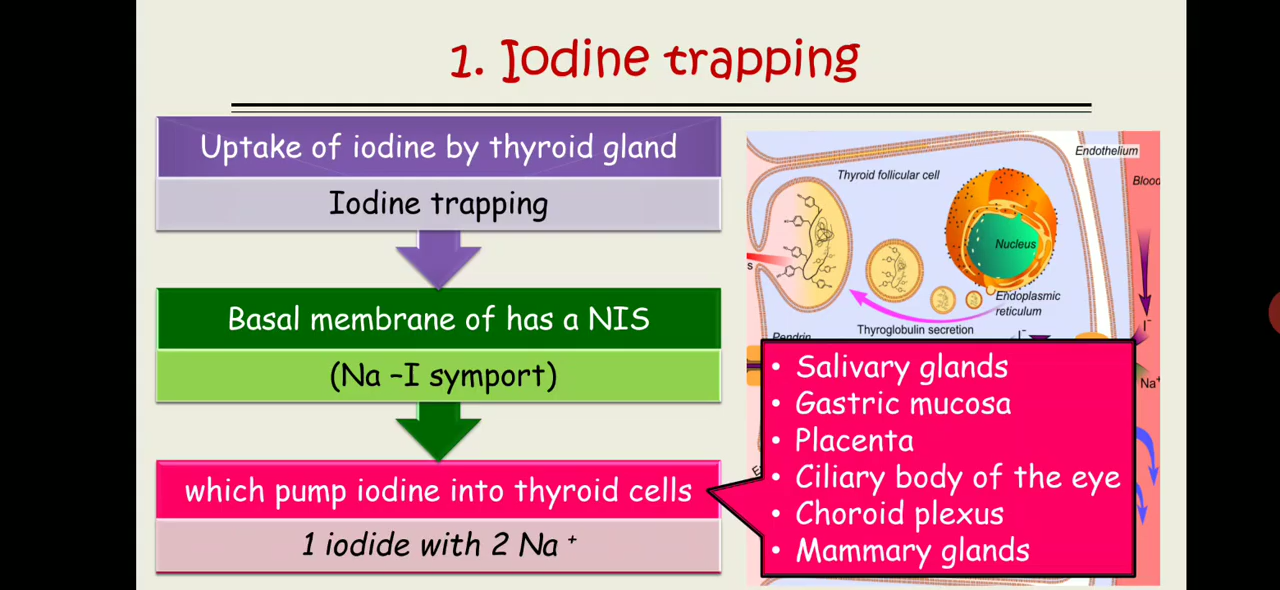 1. Iodine trapping
Uptake of iodine by thyroid gland
Iodine trapping
Basal membrane of has a NIS
(Na –I symport)
which pump iodine into thyroid cells
1 iodide with 2 Na +
Endothelium
Thyroid follicular cell
Blood
Nucleus
s
Endoplasmic
reticulum
Thyroglobulin secretion
Pendrin
I⁻
I⁻
Na⁺
• Salivary glands
• Gastric mucosa
• Placenta
• Ciliary body of the eye
• Choroid plexus
• Mammary glands